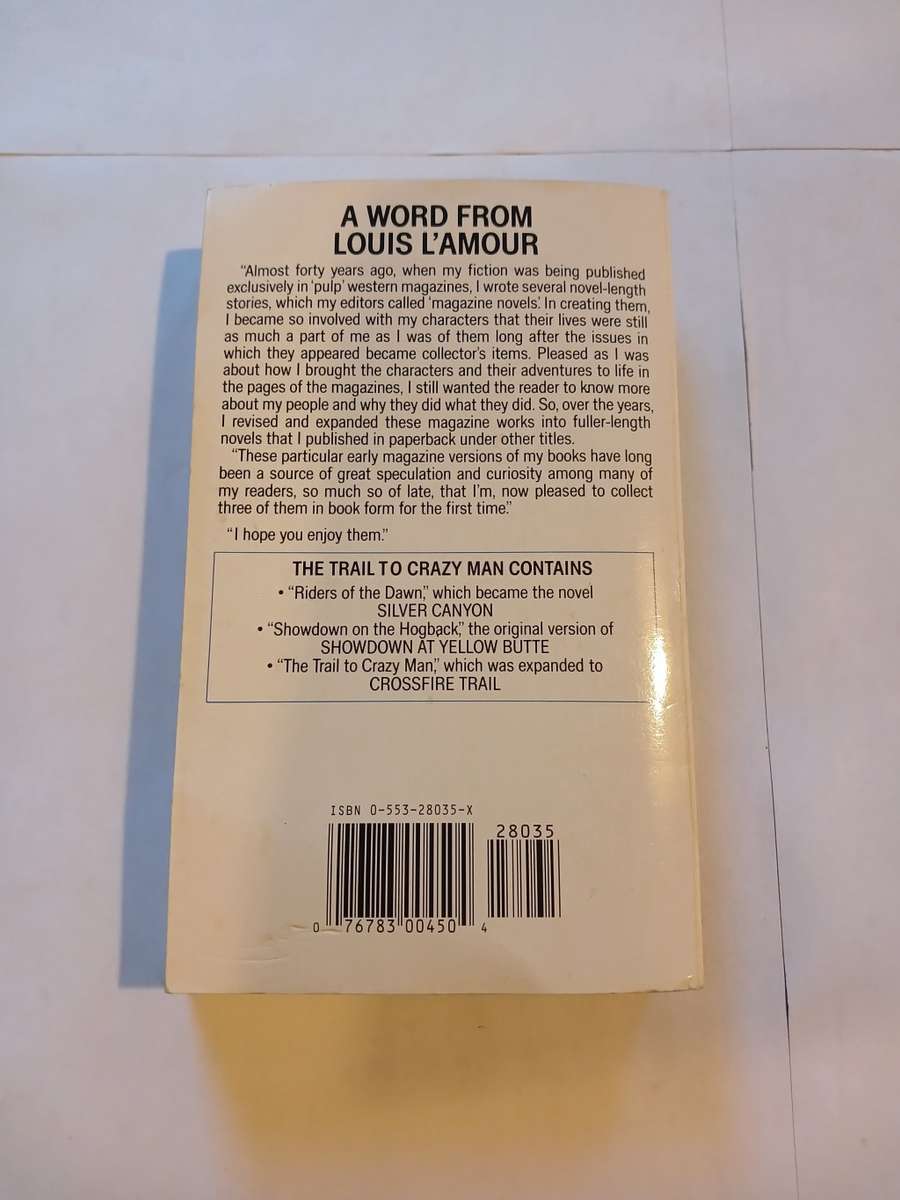 A WORD FROM
LOUIS L'AMOUR
"Almost forty years ago, when my fiction was being published
exclusively in 'pulp' western magazines, I wrote several novel-length
stories, which my editors called 'magazine novels.' In creating them,
I became so involved with my characters that their lives were still
as much a part of me as I was of them long after the issues in
which they appeared became collector's items. Pleased as I was
about how I brought the characters and their adventures to life in
the pages of the magazines, I still wanted the reader to know more
about my people and why they did what they did. So, over the years,
I revised and expanded these magazine works into fuller-length
novels that I published in paperback under other titles.
"These particular early magazine versions of my books have long
been a source of great speculation and curiosity among many of
my readers, so much so of late, that I'm, now pleased to collect
three of them in book form for the first time."
"I hope you enjoy them."
THE TRAIL TO CRAZY MAN CONTAINS
• "Riders of the Dawn," which became the novel
SILVER CANYON
• "Showdown on the Hogback," the original version of
SHOWDOWN AT YELLOW BUTTE
• "The Trail to Crazy Man," which was expanded to
CROSSFIRE TRAIL
ISBN 0-553-28035-X
28035
0 76783 00450 4